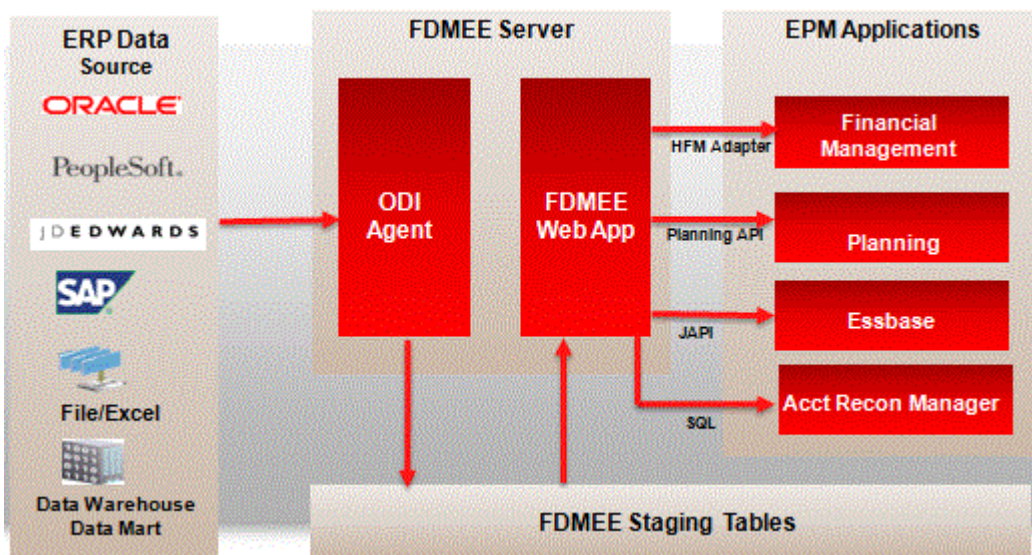 ERP Data
Source
ORACLE
PeopleSoft.
JDEDWARDS
SAP
File/Excel
Data Warehouse
Data Mart
FDMEE Server
ODI
Agent
FDMEE
Web App
HFM Adapter
Planning API
JAPI
SQL
EPM Applications
Financial
Management
Planning
Essbase
Acct Recon Manager
FDMEE Staging Tables